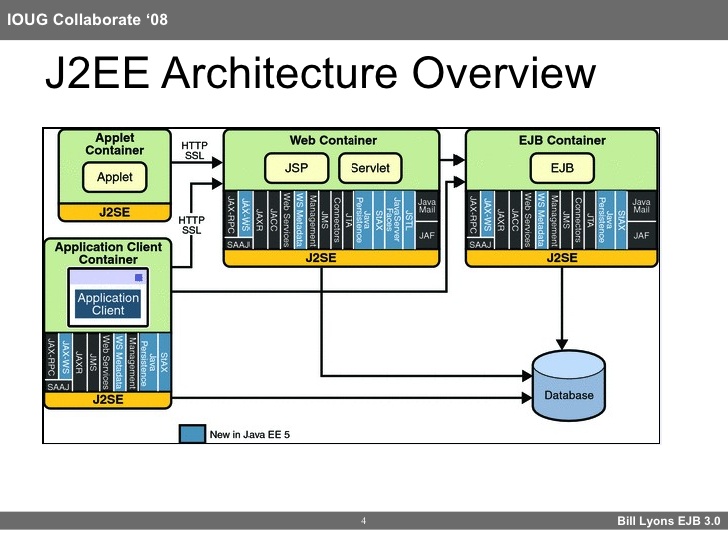 IOUG Collaborate ‘08
J2EE Architecture Overview
Applet
Container
Applet
J2SE
HTTP
SSL
HTTP
SSL
Web Container
JSP
Servlet
JAX-RPC
JAX-WS
JAXR
JACC
Web Services
WS Metadata
Management
JMS
Connectors
JTA
Java
Persistence
StAX
JavaServer
Faces
JSTL
Java
Mail
JAF
SAAJ
J2SE
EJB Container
EJB
JAX-RPC
JAX-WS
JAXR
JACC
Web Services
WS Metadata
Management
JMS
Connectors
JTA
Java
Persistence
StAX
Java
Mail
JAF
SAAJ
J2SE
Application Client
Container
Application
Client
JAX-RPC
JAX-WS
JAXR
JMS
Web Services
WS Metadata
Management
Java
Persistence
StAX
SAAJ
J2SE
Database
New in Java EE 5
4
Bill Lyons EJB 3.0